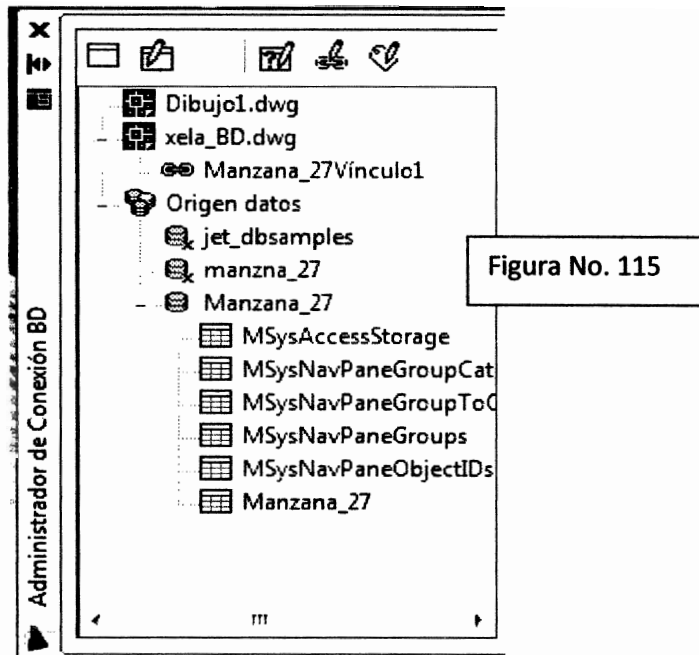 Dibujo1.dwg
xela_BD.dwg
Manzana_27Vínculo1
Origen datos
jet_dbsamples
manzna_27
Manzana_27
MSysAccessStorage
MSysNavPaneGroupCat
MSysNavPaneGroupToC
MSysNavPaneGroups
MSysNavPaneObjectIDs
Manzana_27
Administrador de Conexión BD
Figura No. 115